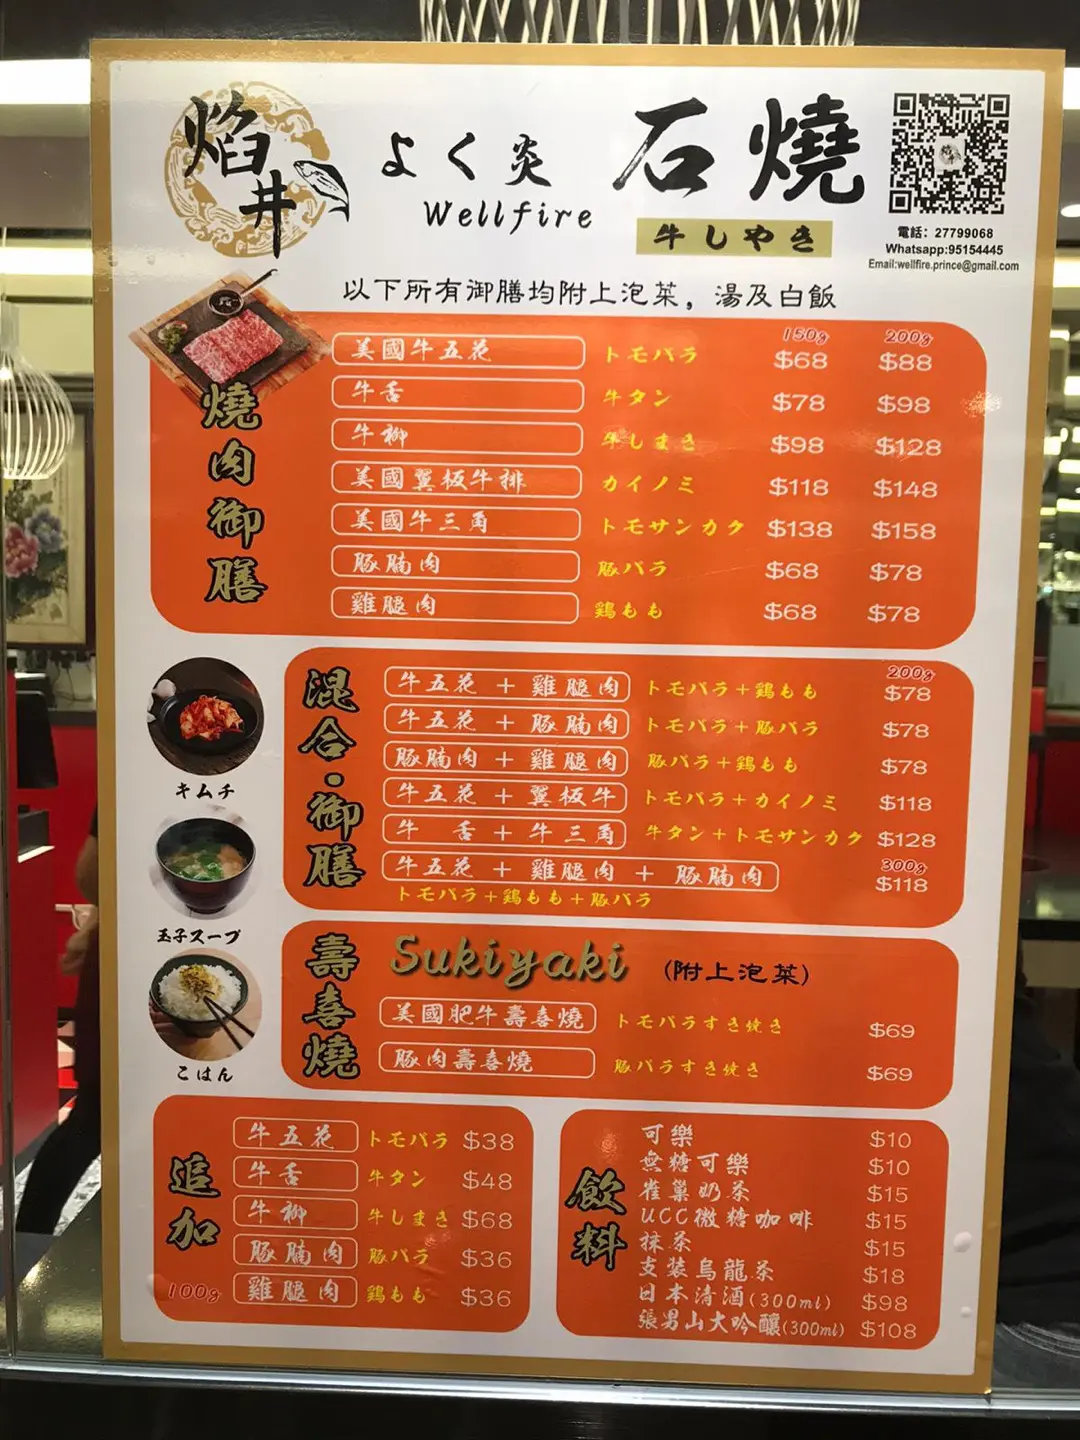 焰井
よく炎
Wellfire
石燒
牛しやき
電話：27799068
Whatsapp:95154445
Email:wellfire.prince@gmail.com
以下所有御膳均附上泡菜，湯及白飯
燒肉御膳
150g 200g
美國牛五花 トモバラ $68 $88
牛舌 牛タン $78 $98
牛柳 牛しまき $98 $128
美國翼板牛排 カイノミ $118 $148
美國牛三角 トモサンカク $138 $158
豚腩肉 豚バラ $68 $78
雞腿肉 鶏もも $68 $78
混合・御膳
200g
牛五花 + 雞腿肉 トモバラ+鶏もも $78
牛五花 + 豚腩肉 トモバラ+豚バラ $78
豚腩肉 + 雞腿肉 豚バラ+鶏もも $78
牛五花 + 翼板牛 トモバラ+カイノミ $118
牛 舌 + 牛三角 牛タン+トモサンカク $128
300g
牛五花 + 雞腿肉 + 豚腩肉 $118
トモバラ+鶏もも+豚バラ
キムチ
玉子スープ
こはん
壽喜燒
Sukiyaki (附上泡菜)
美國肥牛壽喜燒 トモバラすき焼き $69
豚肉壽喜燒 豚バラすき焼き $69
追加
100g
牛五花 トモバラ $38
牛舌 牛タン $48
牛柳 牛しまき $68
豚腩肉 豚バラ $36
雞腿肉 鶏もも $36
飲料
可樂 $10
無糖可樂 $10
雀巢奶茶 $15
UCC微糖咖啡 $15
抹茶 $15
支装烏龍茶 $18
日本清酒(300ml) $98
張男山大吟釀(300ml) $108